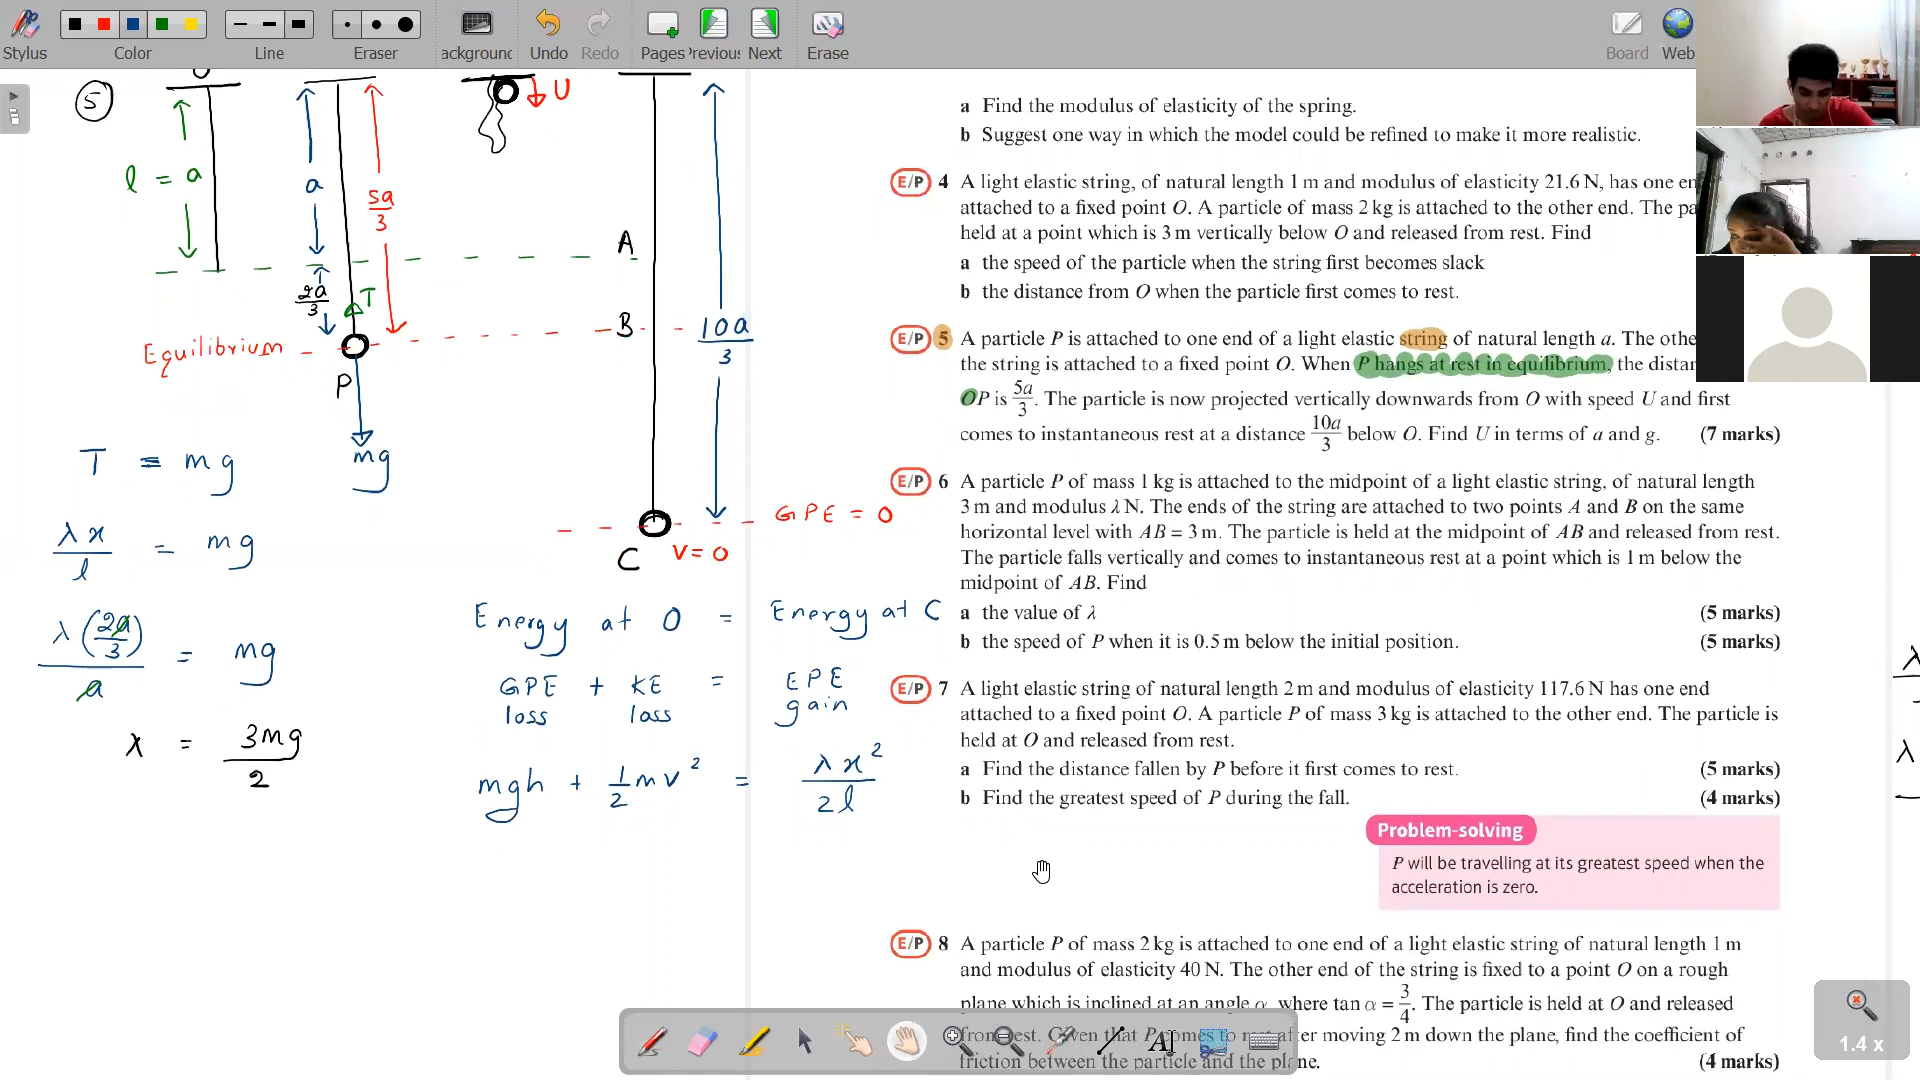 Stylus
Color
Line
Eraser
ackground
Undo
Redo
Pages
Previous
Next
Erase
Board
Web
5
l = a
a
5a/3
2a/3
T
Equilibrium
P
mg
U
A
B
C
10a/3
GPE = 0
V = 0
T = mg
λx/l = mg
λ(2a/3)/a = mg
λ = 3mg/2
Energy at O = Energy at C
GPE loss + KE loss = EPE gain
mgh + 1/2 mv² = λx²/2l
a Find the modulus of elasticity of the spring.
b Suggest one way in which the model could be refined to make it more realistic.
E/P 4 A light elastic string, of natural length 1 m and modulus of elasticity 21.6 N, has one en
attached to a fixed point O. A particle of mass 2 kg is attached to the other end. The pa
held at a point which is 3 m vertically below O and released from rest. Find
a the speed of the particle when the string first becomes slack
b the distance from O when the particle first comes to rest.
E/P 5 A particle P is attached to one end of a light elastic string of natural length a. The othe
the string is attached to a fixed point O. When P hangs at rest in equilibrium, the distan
OP is 5a/3. The particle is now projected vertically downwards from O with speed U and first
comes to instantaneous rest at a distance 10a/3 below O. Find U in terms of a and g. (7 marks)
E/P 6 A particle P of mass 1 kg is attached to the midpoint of a light elastic string, of natural length
3 m and modulus λ N. The ends of the string are attached to two points A and B on the same
horizontal level with AB = 3 m. The particle is held at the midpoint of AB and released from rest.
The particle falls vertically and comes to instantaneous rest at a point which is 1 m below the
midpoint of AB. Find
a the value of λ (5 marks)
b the speed of P when it is 0.5 m below the initial position. (5 marks)
E/P 7 A light elastic string of natural length 2 m and modulus of elasticity 117.6 N has one end
attached to a fixed point O. A particle P of mass 3 kg is attached to the other end. The particle is
held at O and released from rest.
a Find the distance fallen by P before it first comes to rest. (5 marks)
b Find the greatest speed of P during the fall. (4 marks)
Problem-solving
P will be travelling at its greatest speed when the
acceleration is zero.
E/P 8 A particle P of mass 2 kg is attached to one end of a light elastic string of natural length 1 m
and modulus of elasticity 40 N. The other end of the string is fixed to a point O on a rough
plane which is inclined at an angle α, where tan α = 3/4. The particle is held at O and released
from rest. Given that P comes to rest after moving 2 m down the plane, find the coefficient of
friction between the particle and the plane. (4 marks)
λ
λ
1.4 x